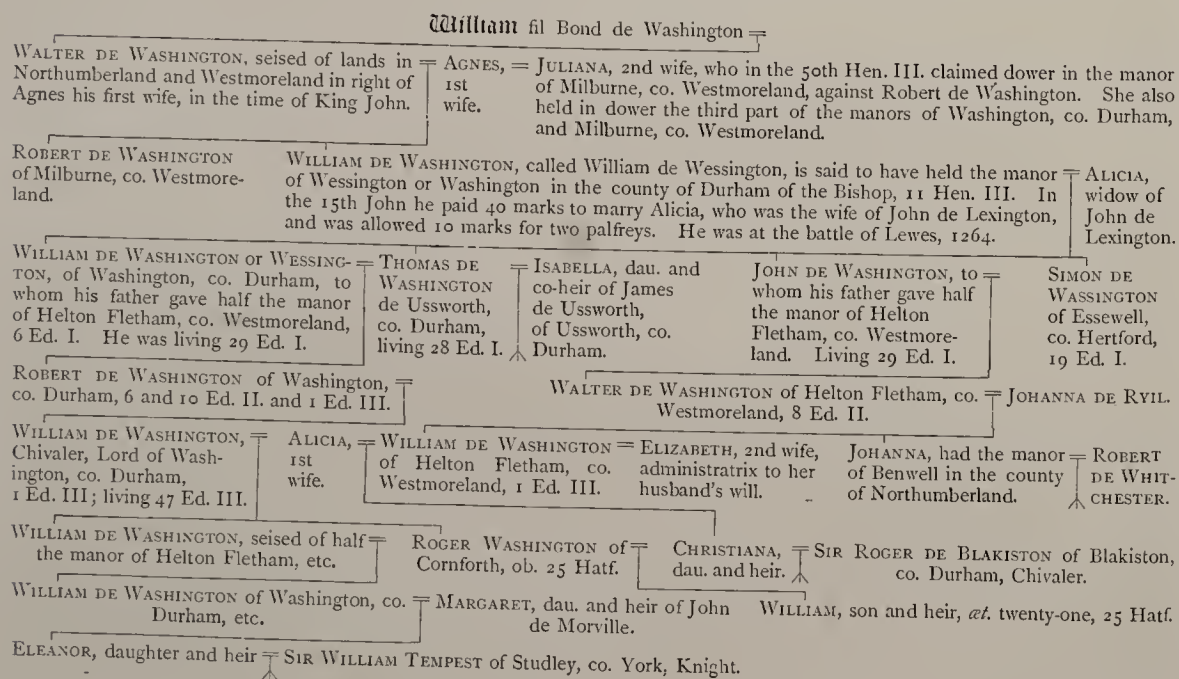 William fil Bond de Washington
WALTER DE WASHINGTON, seised of lands in
Northumberland and Westmoreland in right of
Agnes his first wife, in the time of King John.
AGNES,
1st
wife.
JULIANA, 2nd wife, who in the 50th Hen. III. claimed dower in the manor
of Milburne, co. Westmoreland, against Robert de Washington. She also
held in dower the third part of the manors of Washington, co. Durham,
and Milburne, co. Westmoreland.
ROBERT DE WASHINGTON
of Milburne, co. Westmore-
land.
WILLIAM DE WASHINGTON, called William de Wessington, is said to have held the manor
of Wessington or Washington in the county of Durham of the Bishop, 11 Hen. III. In
the 15th John he paid 40 marks to marry Alicia, who was the wife of John de Lexington,
and was allowed 10 marks for two palfreys. He was at the battle of Lewes, 1264.
ALICIA,
widow of
John de
Lexington.
WILLIAM DE WASHINGTON or WESSING-
TON, of Washington, co. Durham, to
whom his father gave half the manor
of Helton Fletham, co. Westmoreland,
6 Ed. I. He was living 29 Ed. I.
THOMAS DE
WASHINGTON
de Ussworth,
co. Durham,
living 28 Ed. I.
ISABELLA, dau. and
co-heir of James
de Ussworth,
of Ussworth, co.
Durham.
JOHN DE WASHINGTON, to
whom his father gave half
the manor of Helton
Fletham, co. Westmore-
land. Living 29 Ed. I.
SIMON DE
WASSINGTON
of Essewell,
co. Hertford,
19 Ed. I.
ROBERT DE WASHINGTON of Washington,
co. Durham, 6 and 10 Ed. II. and 1 Ed. III.
WALTER DE WASHINGTON of Helton Fletham, co.
Westmoreland, 8 Ed. II.
JOHANNA DE RYIL.
WILLIAM DE WASHINGTON,
Chivaler, Lord of Wash-
ington, co. Durham,
1 Ed. III; living 47 Ed. III.
ALICIA,
1st
wife.
WILLIAM DE WASHINGTON
of Helton Fletham, co.
Westmoreland, 1 Ed. III.
ELIZABETH, 2nd wife,
administratrix to her
husband's will.
JOHANNA, had the manor
of Benwell in the county
of Northumberland.
ROBERT
DE WHIT-
CHESTER.
WILLIAM DE WASHINGTON, seised of half
the manor of Helton Fletham, etc.
ROGER WASHINGTON of
Cornforth, ob. 25 Hatf.
CHRISTIANA,
dau. and heir.
SIR ROGER DE BLAKISTON of Blakiston,
co. Durham, Chivaler.
WILLIAM DE WASHINGTON of Washington, co.
Durham, etc.
MARGARET, dau. and heir of John
de Morville.
WILLIAM, son and heir, æt. twenty-one, 25 Hatf.
ELEANOR, daughter and heir
SIR WILLIAM TEMPEST of Studley, co. York, Knight.